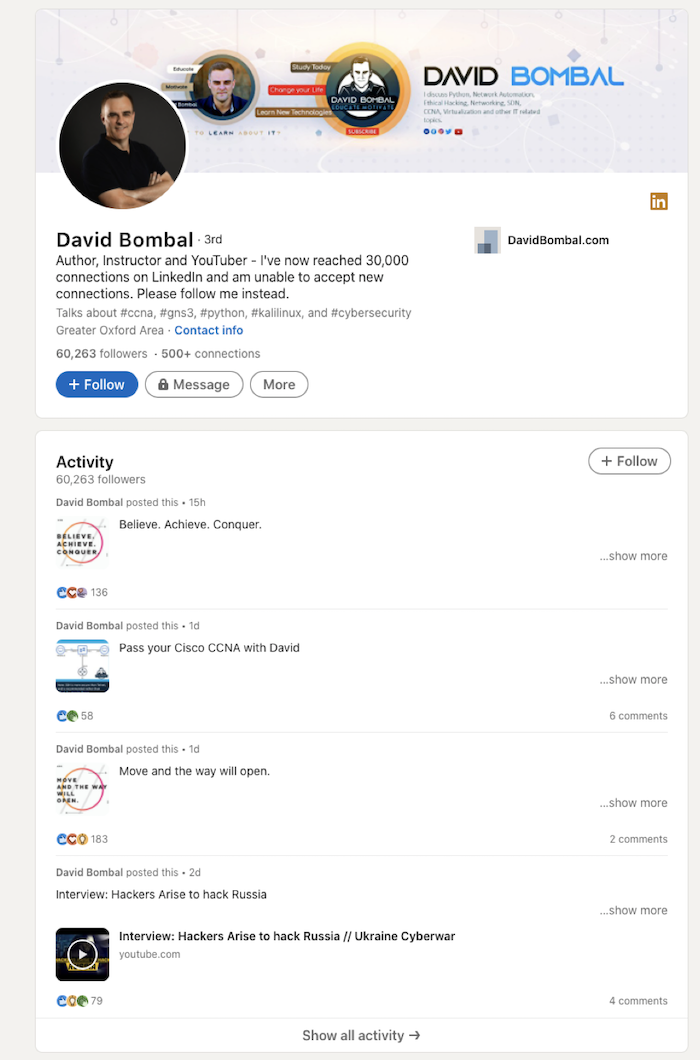 Educate
Motivate
Bombal
Study Today
Change your Life
Learn New Technologies
DAVID BOMBAL
EDUCATE MOTIVATE
SUBSCRIBE
TO LEARN ABOUT IT?
DAVID BOMBAL
I discuss Python, Network Automation,
Ethical Hacking, Networking, SDN,
CCNA, Virtualization and other IT related
topics.
in
David Bombal · 3rd
DavidBombal.com
Author, Instructor and YouTuber - I've now reached 30,000
connections on LinkedIn and am unable to accept new
connections. Please follow me instead.
Talks about #ccna, #gns3, #python, #kalilinux, and #cybersecurity
Greater Oxford Area · Contact info
60,263 followers · 500+ connections
+ Follow
Message
More
Activity
+ Follow
60,263 followers
David Bombal posted this • 15h
Believe. Achieve. Conquer.
BELIEVE.
ACHIEVE.
CONQUER
...show more
136
David Bombal posted this • 1d
Pass your Cisco CCNA with David
...show more
58
6 comments
David Bombal posted this • 1d
Move and the way will open.
MOVE
AND THE WAY
WILL
OPEN.
...show more
183
2 comments
David Bombal posted this • 2d
Interview: Hackers Arise to hack Russia
...show more
Interview: Hackers Arise to hack Russia // Ukraine Cyberwar
youtube.com
79
4 comments
Show all activity →